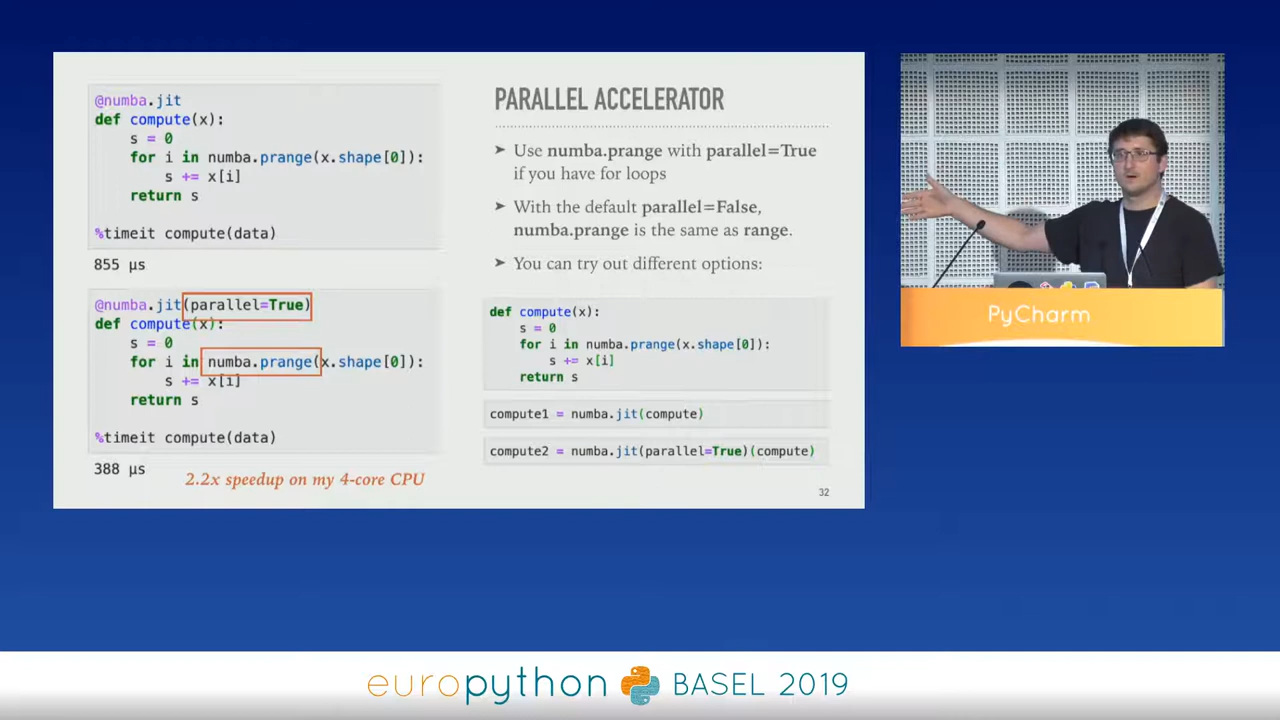 @numba.jit
def compute(x):
s = 0
for i in numba.prange(x.shape[0]):
s += x[i]
return s
%timeit compute(data)
855 µs
@numba.jit(parallel=True)
def compute(x):
s = 0
for i in numba.prange(x.shape[0]):
s += x[i]
return s
%timeit compute(data)
388 µs
2.2x speedup on my 4-core CPU
PARALLEL ACCELERATOR
➤ Use numba.prange with parallel=True
if you have for loops
➤ With the default parallel=False,
numba.prange is the same as range.
➤ You can try out different options:
def compute(x):
s = 0
for i in numba.prange(x.shape[0]):
s += x[i]
return s
compute1 = numba.jit(compute)
compute2 = numba.jit(parallel=True)(compute)
32
PyCharm
europython BASEL 2019